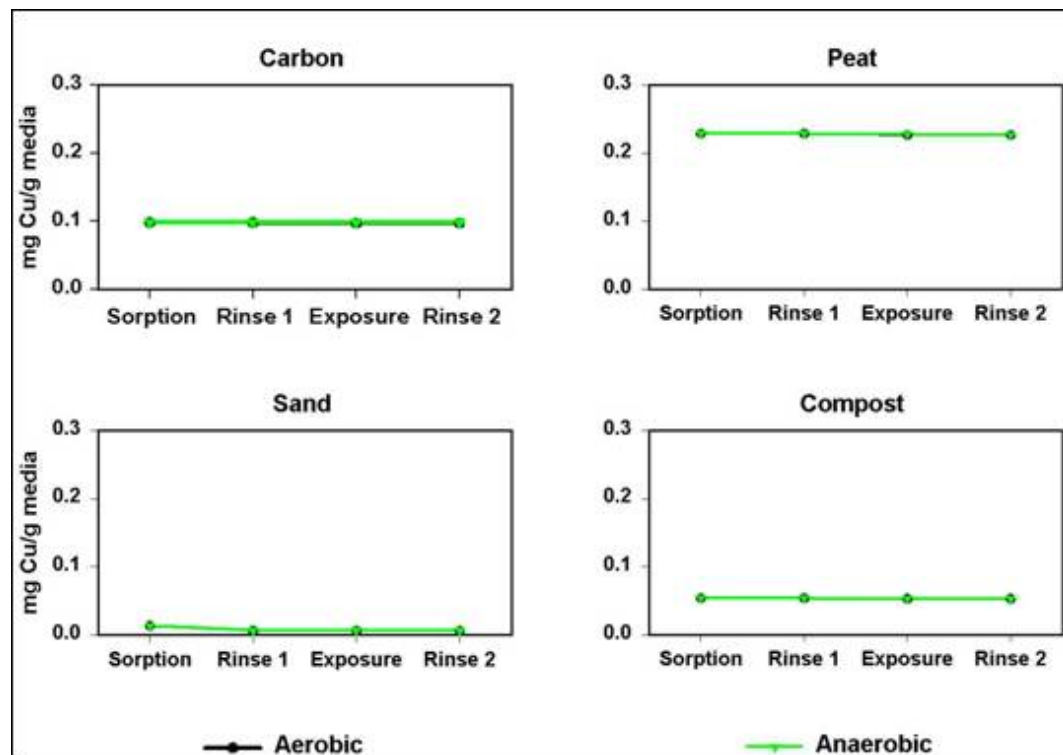 Carbon
mg Cu/g media
0.3
0.2
0.1
0.0
Sorption Rinse 1 Exposure Rinse 2
Peat
0.3
0.2
0.1
0.0
Sorption Rinse 1 Exposure Rinse 2
Sand
mg Cu/g media
0.3
0.2
0.1
0.0
Sorption Rinse 1 Exposure Rinse 2
Compost
0.3
0.2
0.1
0.0
Sorption Rinse 1 Exposure Rinse 2
Aerobic Anaerobic